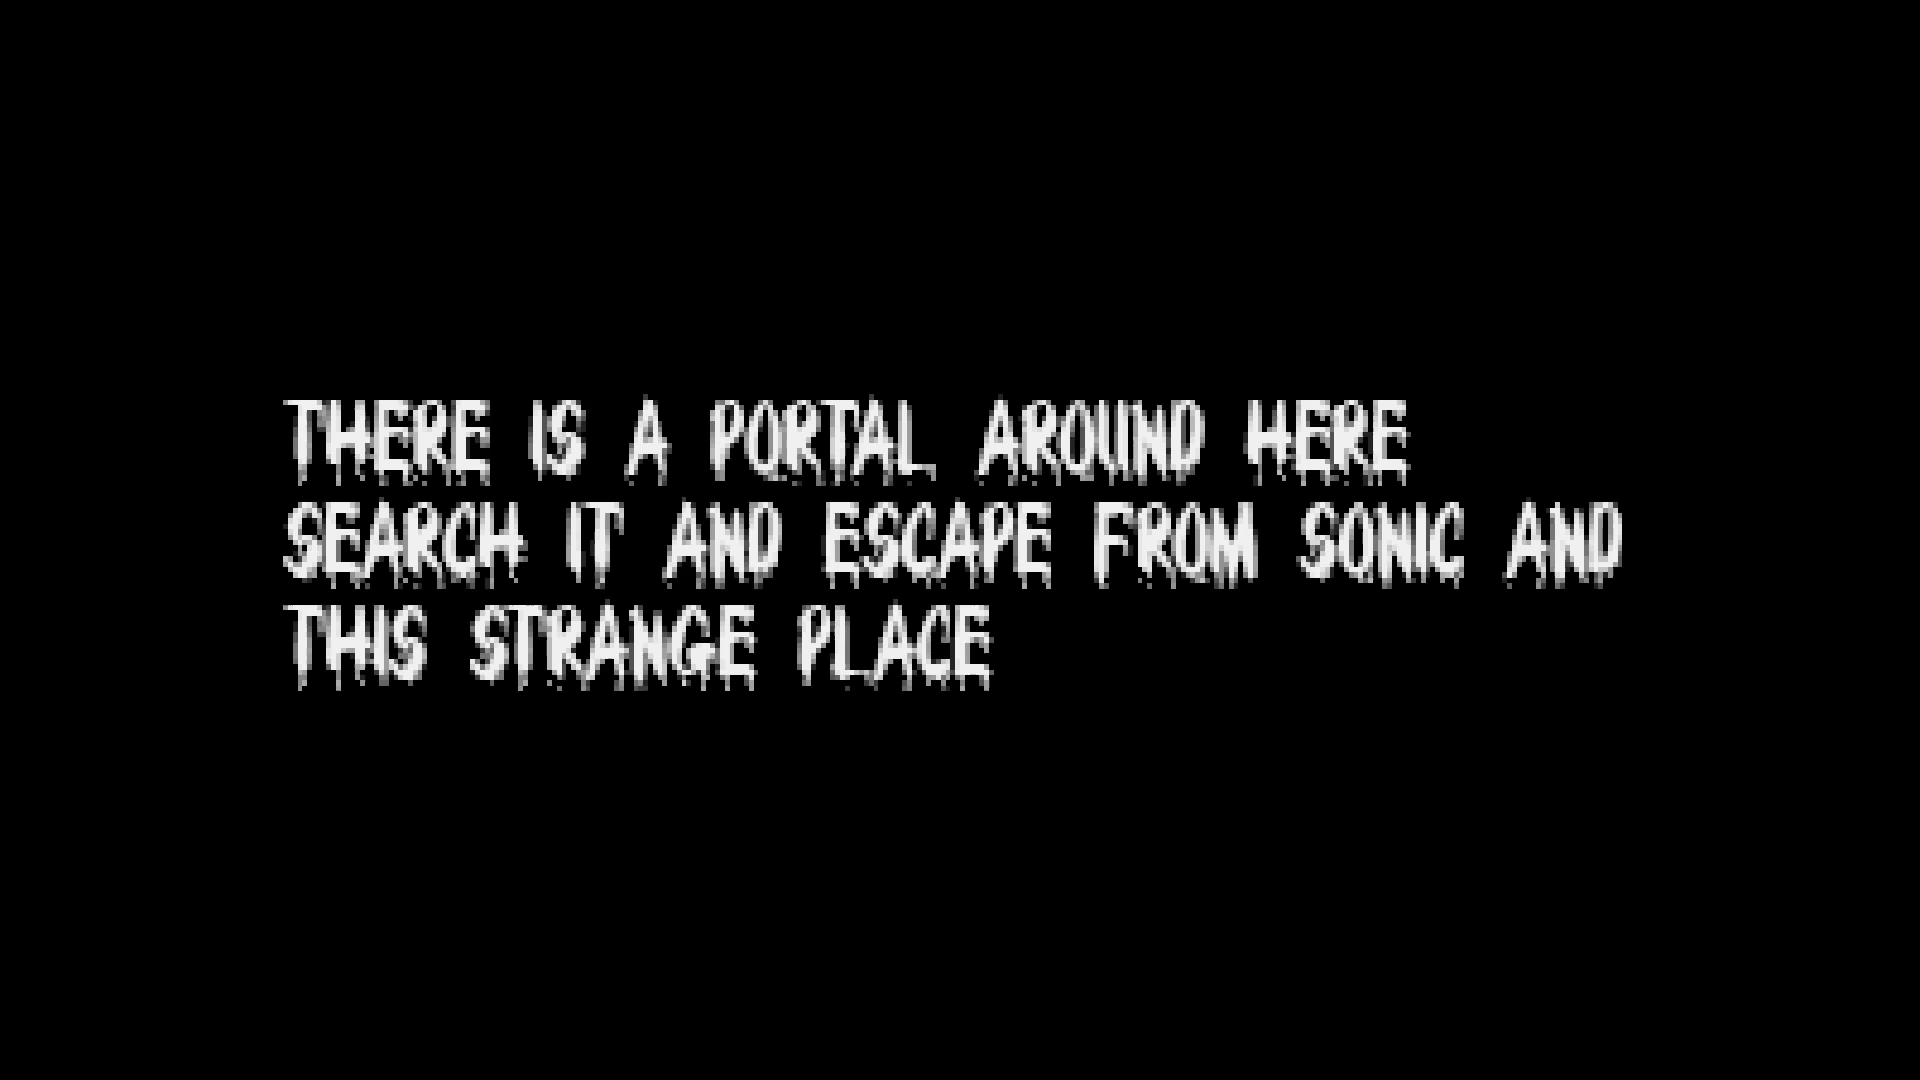 THERE IS A PORTAL AROUND HERE
SEARCH IT AND ESCAPE FROM SONIC AND
THIS STRANGE PLACE